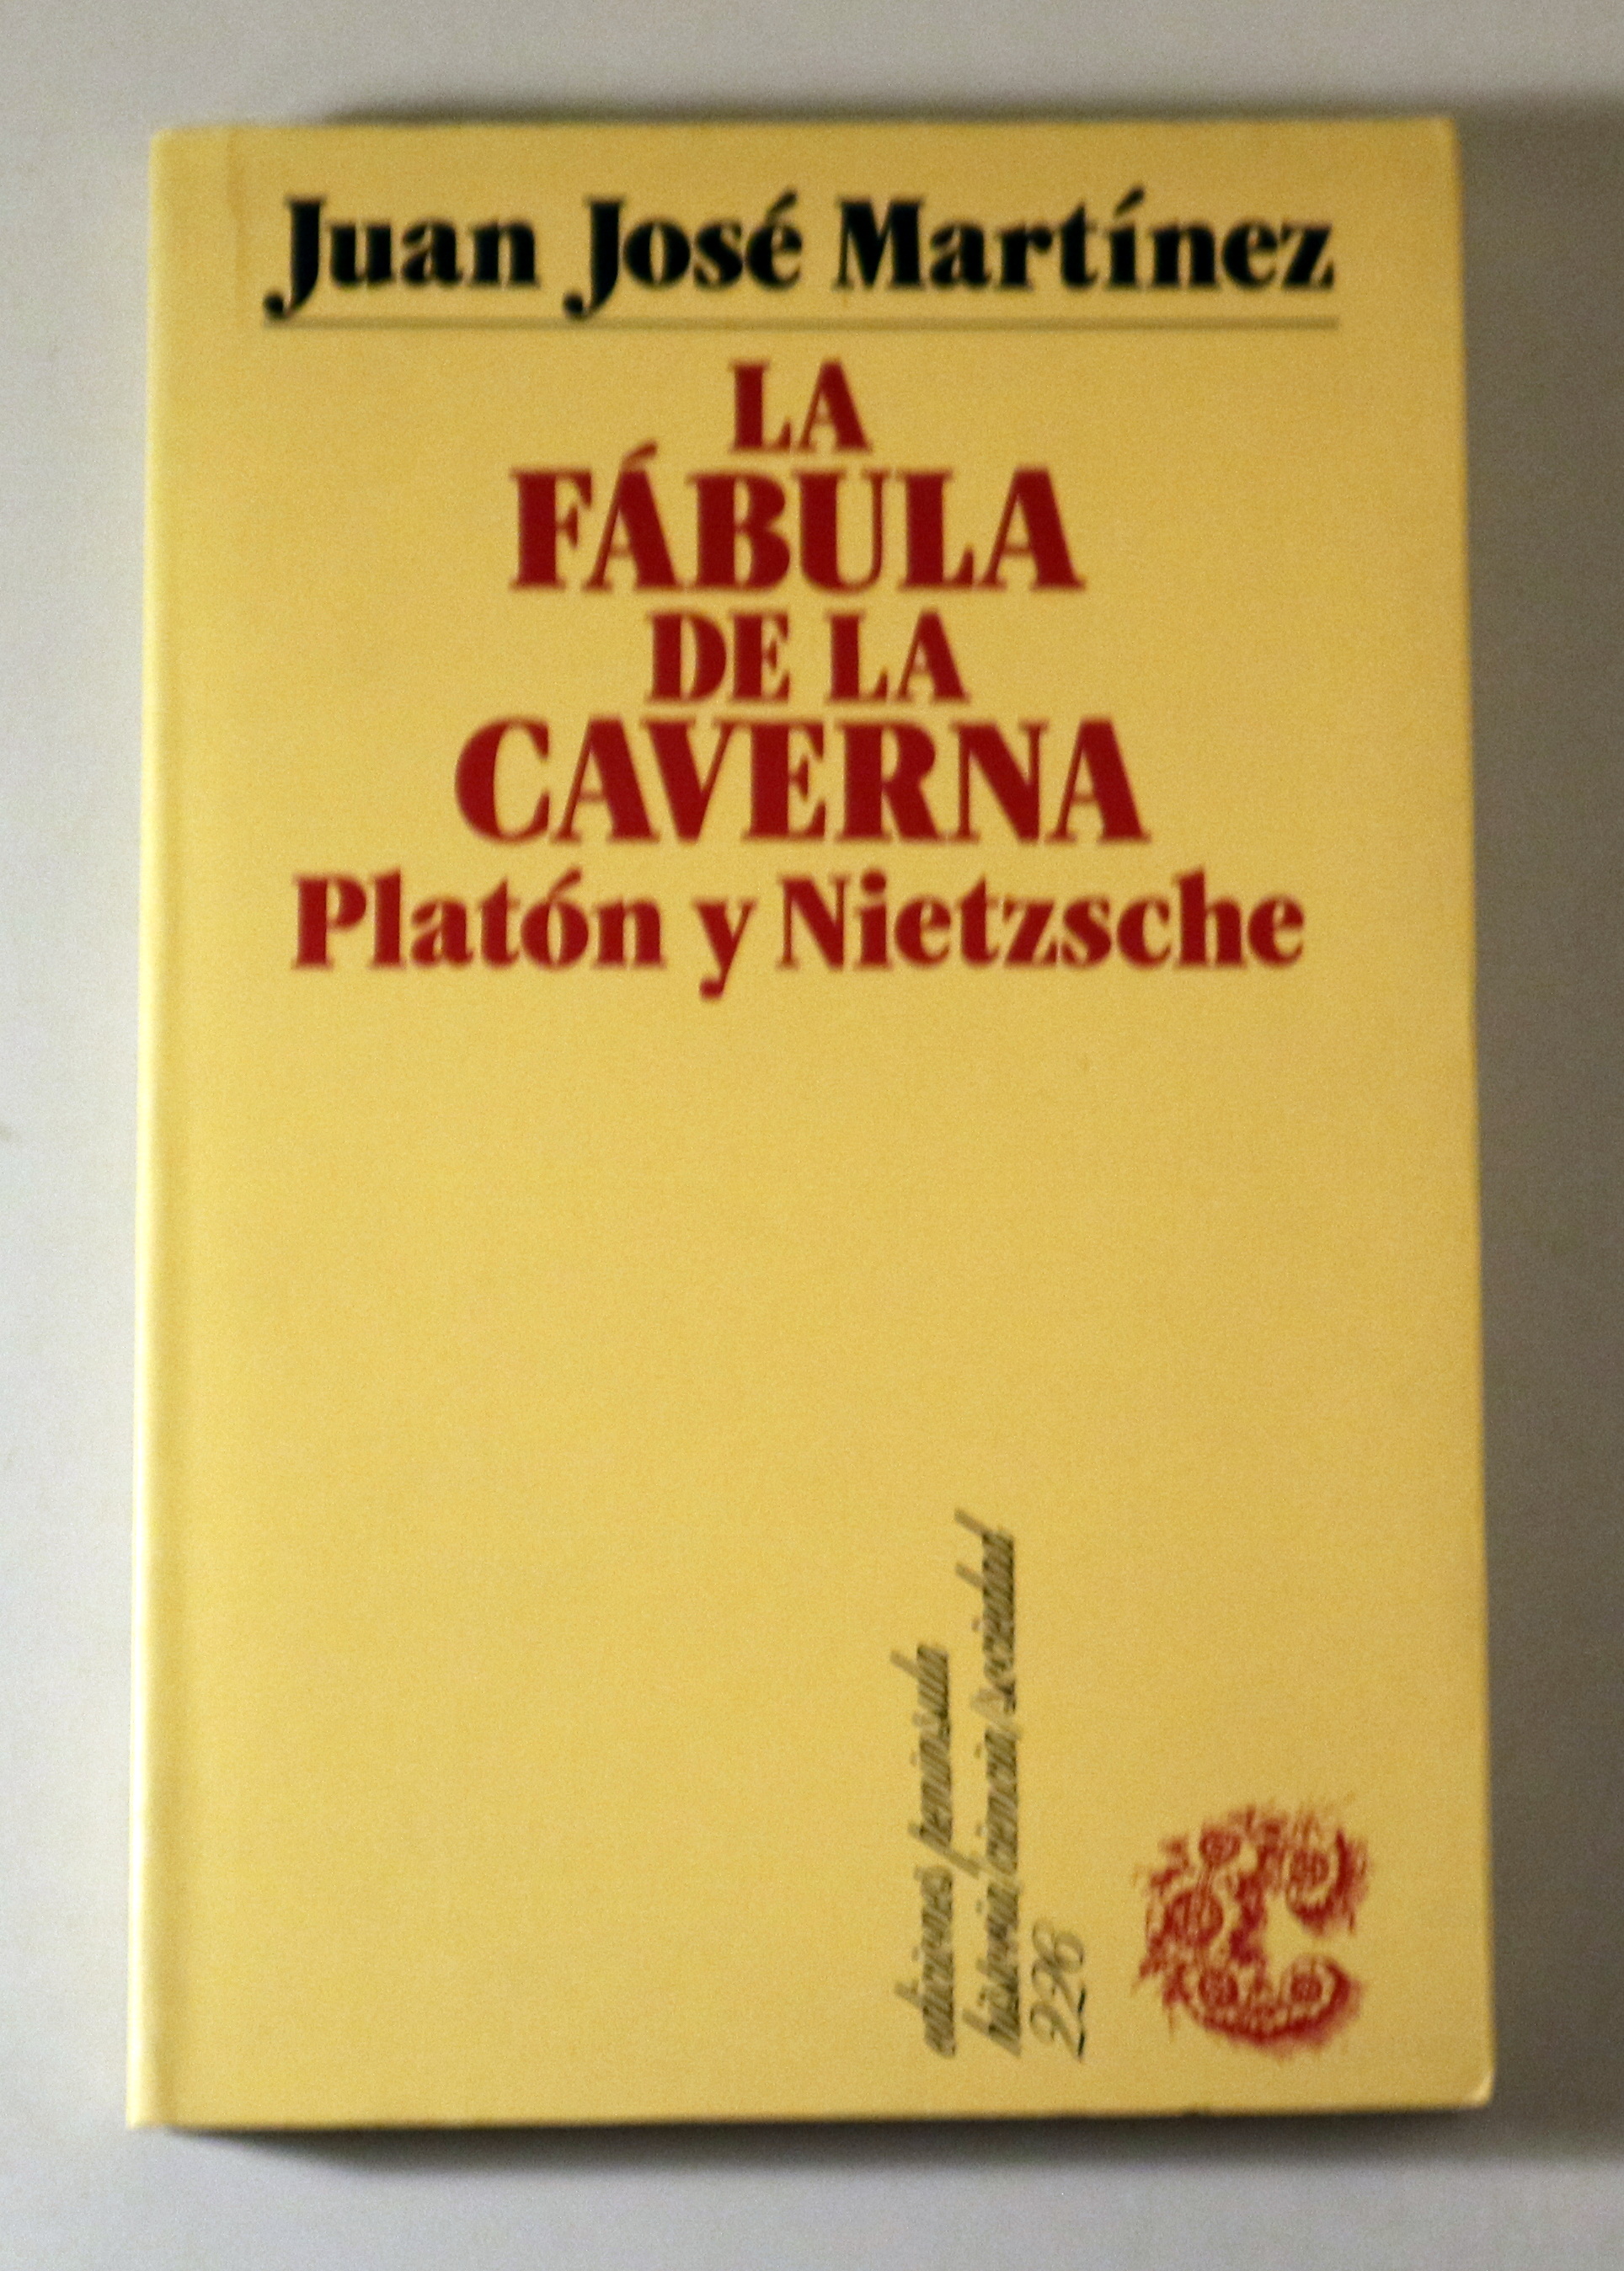 Juan José Martínez
LA
FÁBULA
DE LA
CAVERNA
Platón y Nietzsche
ediciones península
historia/ciencia/sociedad
226